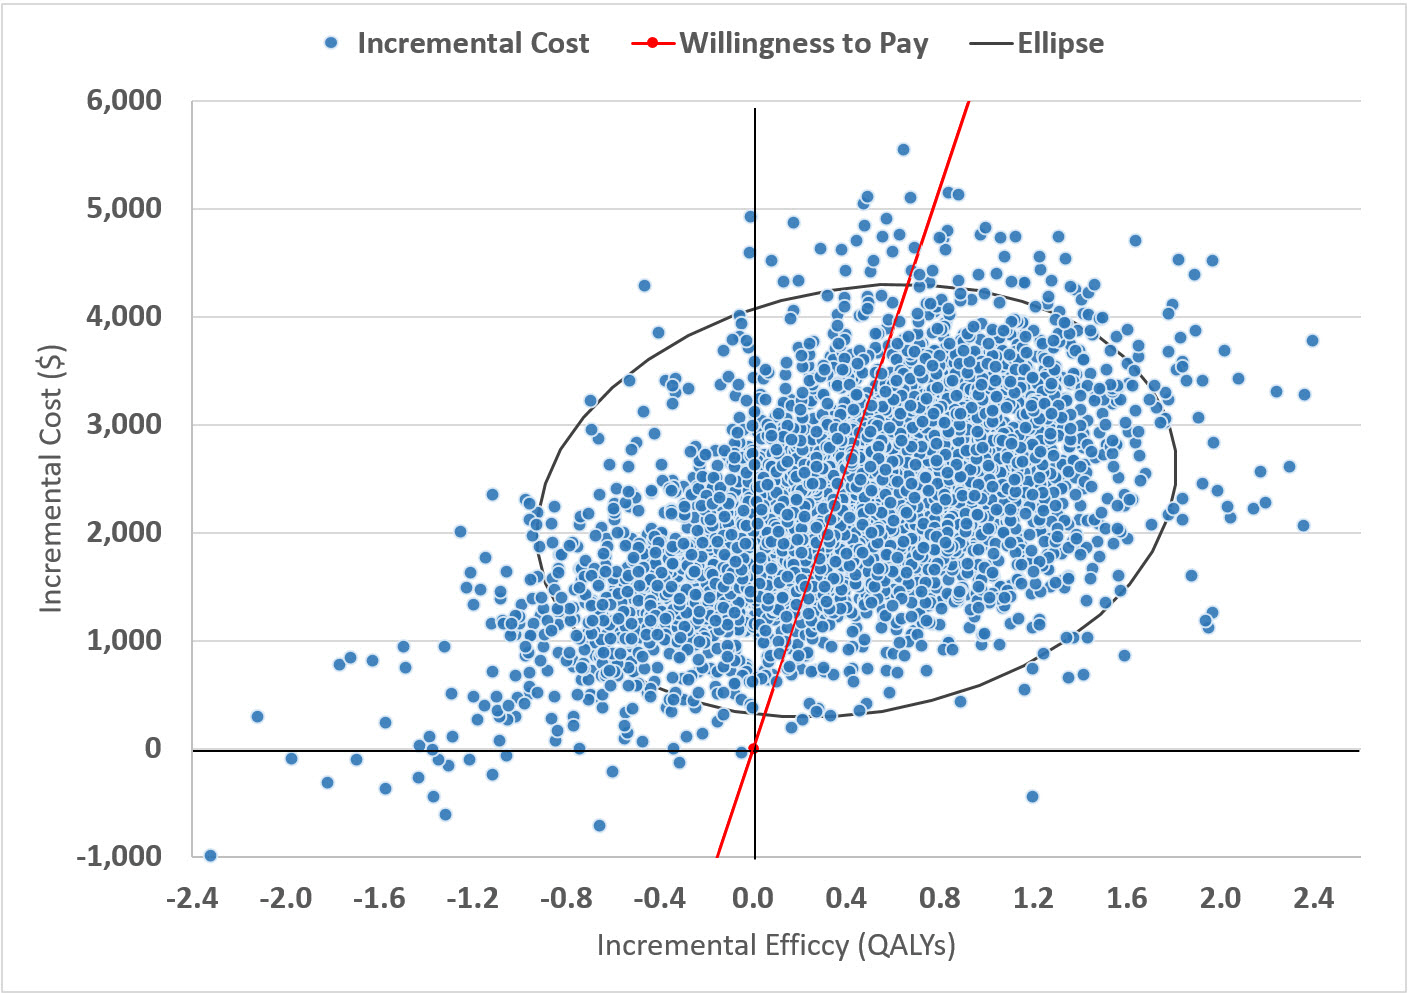 Incremental Cost Willingness to Pay Ellipse
6,000
5,000
4,000
3,000
2,000
1,000
0
-1,000
Incremental Cost ($)
-2.4 -2.0 -1.6 -1.2 -0.8 -0.4 0.0 0.4 0.8 1.2 1.6 2.0 2.4
Incremental Efficcy (QALYs)